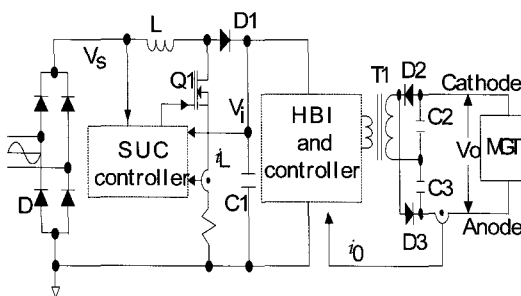 L
D1
Vs
Q1
T1
D2
Cathode
Vi
HBI
and
controller
C2
MGT
SUC
controller
iL
Vo
D
C1
C3
D3
Anode
i0